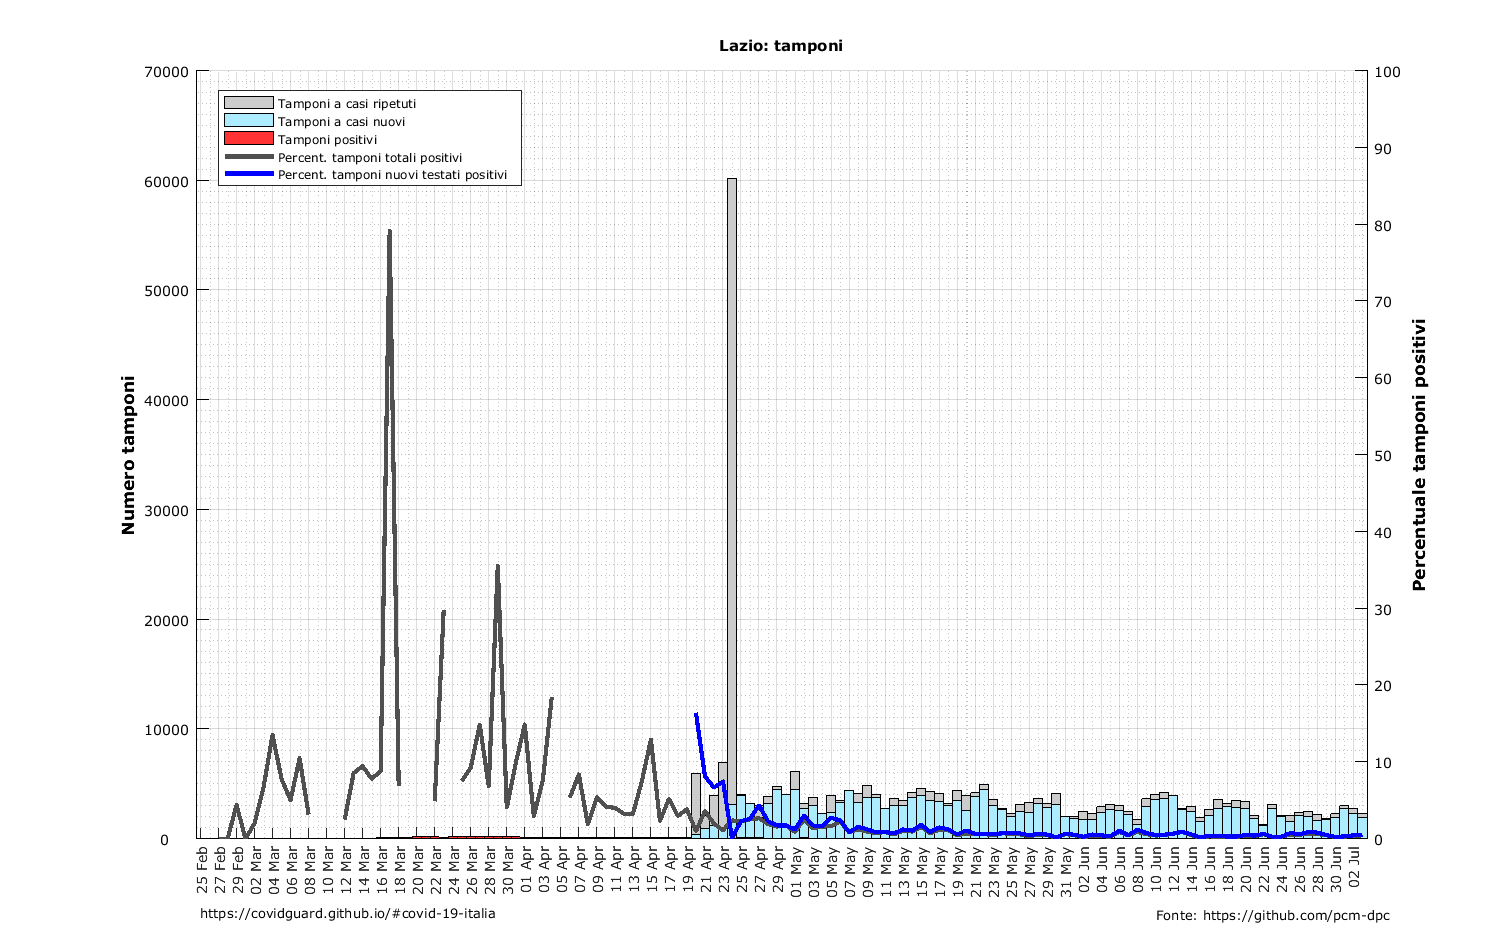 Lazio: tamponi
70000
60000
50000
40000
30000
20000
10000
0
Numero tamponi
Tamponi a casi ripetuti
Tamponi a casi nuovi
Tamponi positivi
Percent. tamponi totali positivi
Percent. tamponi nuovi testati positivi
100
90
80
70
60
50
40
30
20
10
0
Percentuale tamponi positivi
25 Feb
27 Feb
29 Feb
02 Mar
04 Mar
06 Mar
08 Mar
10 Mar
12 Mar
14 Mar
16 Mar
18 Mar
20 Mar
22 Mar
24 Mar
26 Mar
28 Mar
30 Mar
01 Apr
03 Apr
05 Apr
07 Apr
09 Apr
11 Apr
13 Apr
15 Apr
17 Apr
19 Apr
21 Apr
23 Apr
25 Apr
27 Apr
29 Apr
01 May
03 May
05 May
07 May
09 May
11 May
13 May
15 May
17 May
19 May
21 May
23 May
25 May
27 May
29 May
31 May
02 Jun
04 Jun
06 Jun
08 Jun
10 Jun
12 Jun
14 Jun
16 Jun
18 Jun
20 Jun
22 Jun
24 Jun
26 Jun
28 Jun
30 Jun
02 Jul
https://covidguard.github.io/#covid-19-italia
Fonte: https://github.com/pcm-dpc